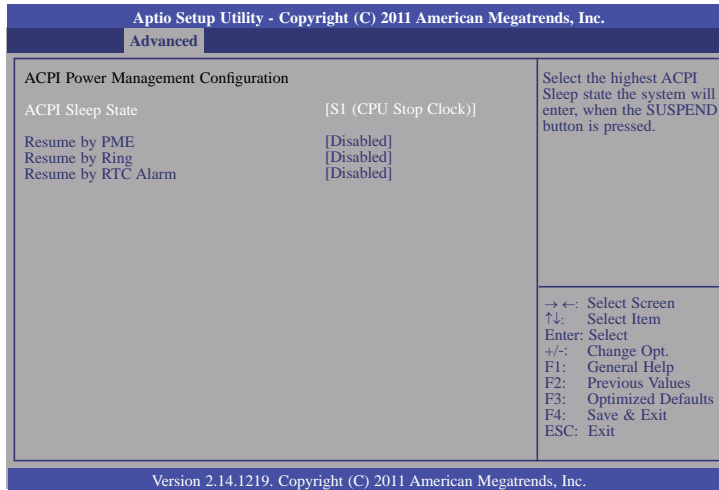 Aptio Setup Utility - Copyright (C) 2011 American Megatrends, Inc.
Advanced
ACPI Power Management Configuration
ACPI Sleep State [S1 (CPU Stop Clock)]
Resume by PME [Disabled]
Resume by Ring [Disabled]
Resume by RTC Alarm [Disabled]
Select the highest ACPI
Sleep state the system will
enter, when the SUSPEND
button is pressed.
→←: Select Screen
↑↓: Select Item
Enter: Select
+/-: Change Opt.
F1: General Help
F2: Previous Values
F3: Optimized Defaults
F4: Save & Exit
ESC: Exit
Version 2.14.1219. Copyright (C) 2011 American Megatrends, Inc.